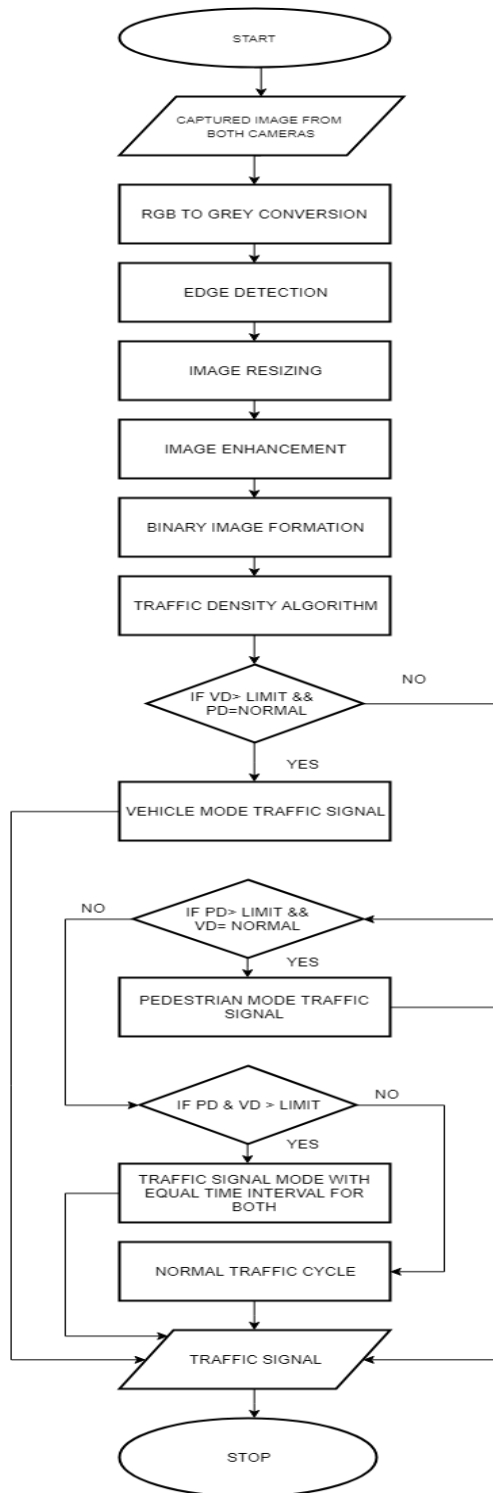 START
CAPTURED IMAGE FROM
BOTH CAMERAS
RGB TO GREY CONVERSION
EDGE DETECTION
IMAGE RESIZING
IMAGE ENHANCEMENT
BINARY IMAGE FORMATION
TRAFFIC DENSITY ALGORITHM
IF VD> LIMIT &&
PD=NORMAL
NO
YES
VEHICLE MODE TRAFFIC SIGNAL
IF PD> LIMIT &&
VD= NORMAL
NO
YES
PEDESTRIAN MODE TRAFFIC
SIGNAL
IF PD & VD > LIMIT
NO
YES
TRAFFIC SIGNAL MODE WITH
EQUAL TIME INTERVAL FOR
BOTH
NORMAL TRAFFIC CYCLE
TRAFFIC SIGNAL
STOP